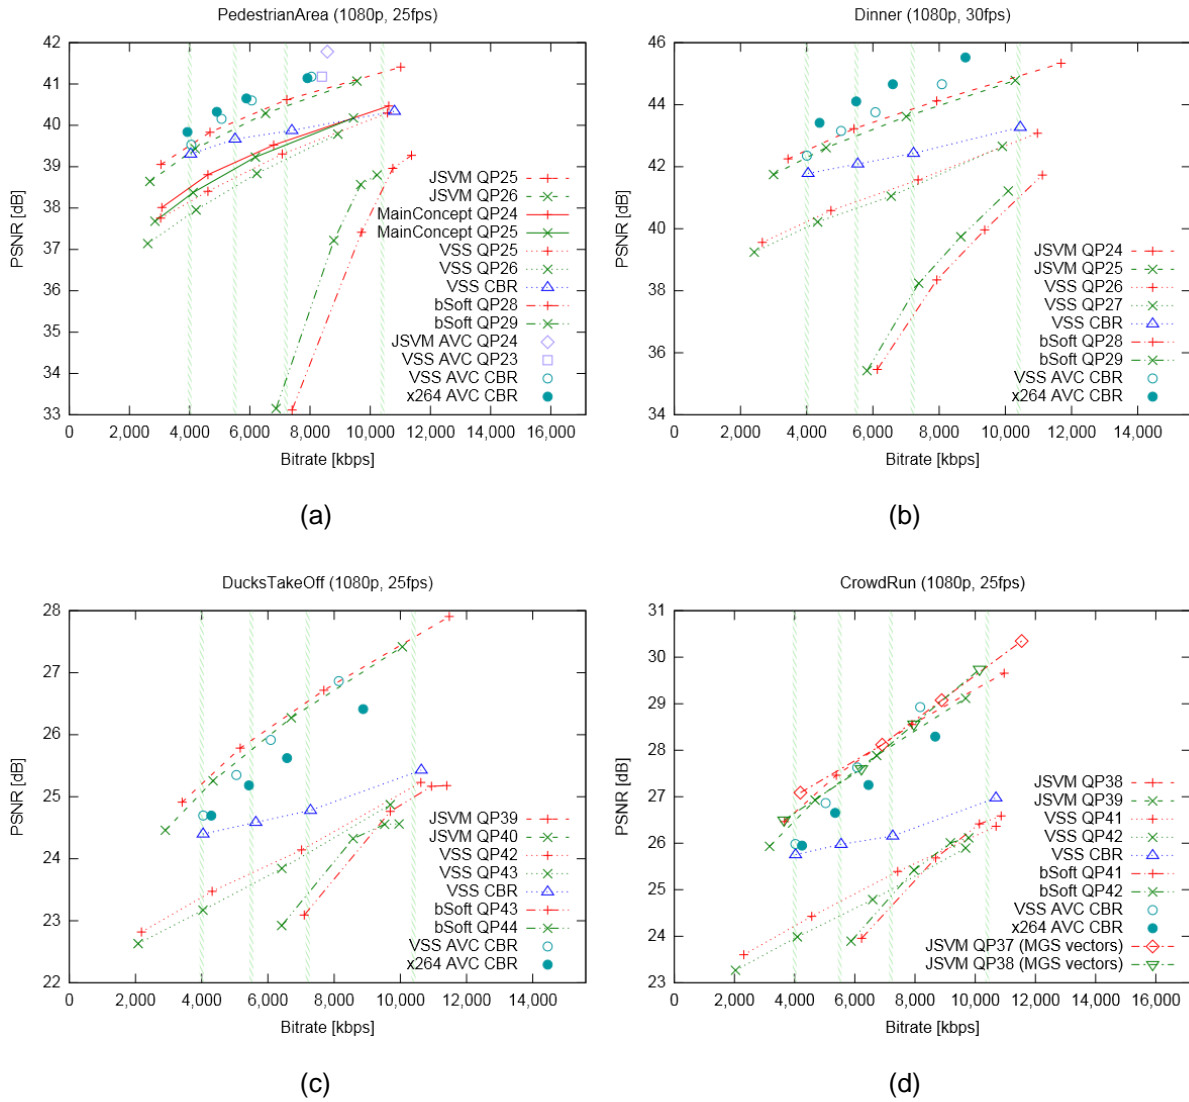 PedestrianArea (1080p, 25fps)
42
41
40
39
38
37
36
35
34
33
PSNR [dB]
0 2,000 4,000 6,000 8,000 10,000 12,000 14,000 16,000
Bitrate [kbps]
JSVM QP25
JSVM QP26
MainConcept QP24
MainConcept QP25
VSS QP25
VSS QP26
VSS CBR
bSoft QP28
bSoft QP29
JSVM AVC QP24
VSS AVC QP23
VSS AVC CBR
x264 AVC CBR
(a)
Dinner (1080p, 30fps)
46
44
42
40
38
36
34
PSNR [dB]
0 2,000 4,000 6,000 8,000 10,000 12,000 14,000
Bitrate [kbps]
JSVM QP24
JSVM QP25
VSS QP26
VSS QP27
VSS CBR
bSoft QP28
bSoft QP29
VSS AVC CBR
x264 AVC CBR
(b)
DucksTakeOff (1080p, 25fps)
28
27
26
25
24
23
22
PSNR [dB]
0 2,000 4,000 6,000 8,000 10,000 12,000 14,000
Bitrate [kbps]
JSVM QP39
JSVM QP40
VSS QP42
VSS QP43
VSS CBR
bSoft QP43
bSoft QP44
VSS AVC CBR
x264 AVC CBR
(c)
CrowdRun (1080p, 25fps)
31
30
29
28
27
26
25
24
23
PSNR [dB]
0 2,000 4,000 6,000 8,000 10,000 12,000 14,000 16,000
Bitrate [kbps]
JSVM QP38
JSVM QP39
VSS QP41
VSS QP42
VSS CBR
bSoft QP41
bSoft QP42
VSS AVC CBR
x264 AVC CBR
JSVM QP37 (MGS vectors)
JSVM QP38 (MGS vectors)
(d)